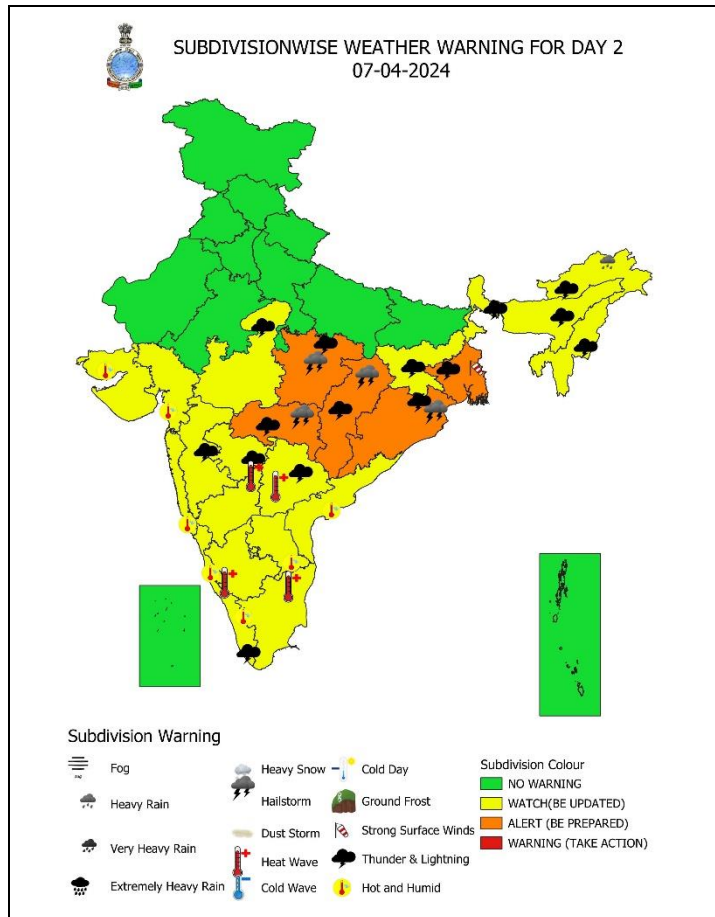 SUBDIVISIONWISE WEATHER WARNING FOR DAY 2
07-04-2024
Subdivision Warning
Fog
Heavy Rain
Very Heavy Rain
Extremely Heavy Rain
Heavy Snow
Hailstorm
Dust Storm
Heat Wave
Cold Wave
Cold Day
Ground Frost
Strong Surface Winds
Thunder & Lightning
Hot and Humid
Subdivision Colour
NO WARNING
WATCH(BE UPDATED)
ALERT (BE PREPARED)
WARNING (TAKE ACTION)